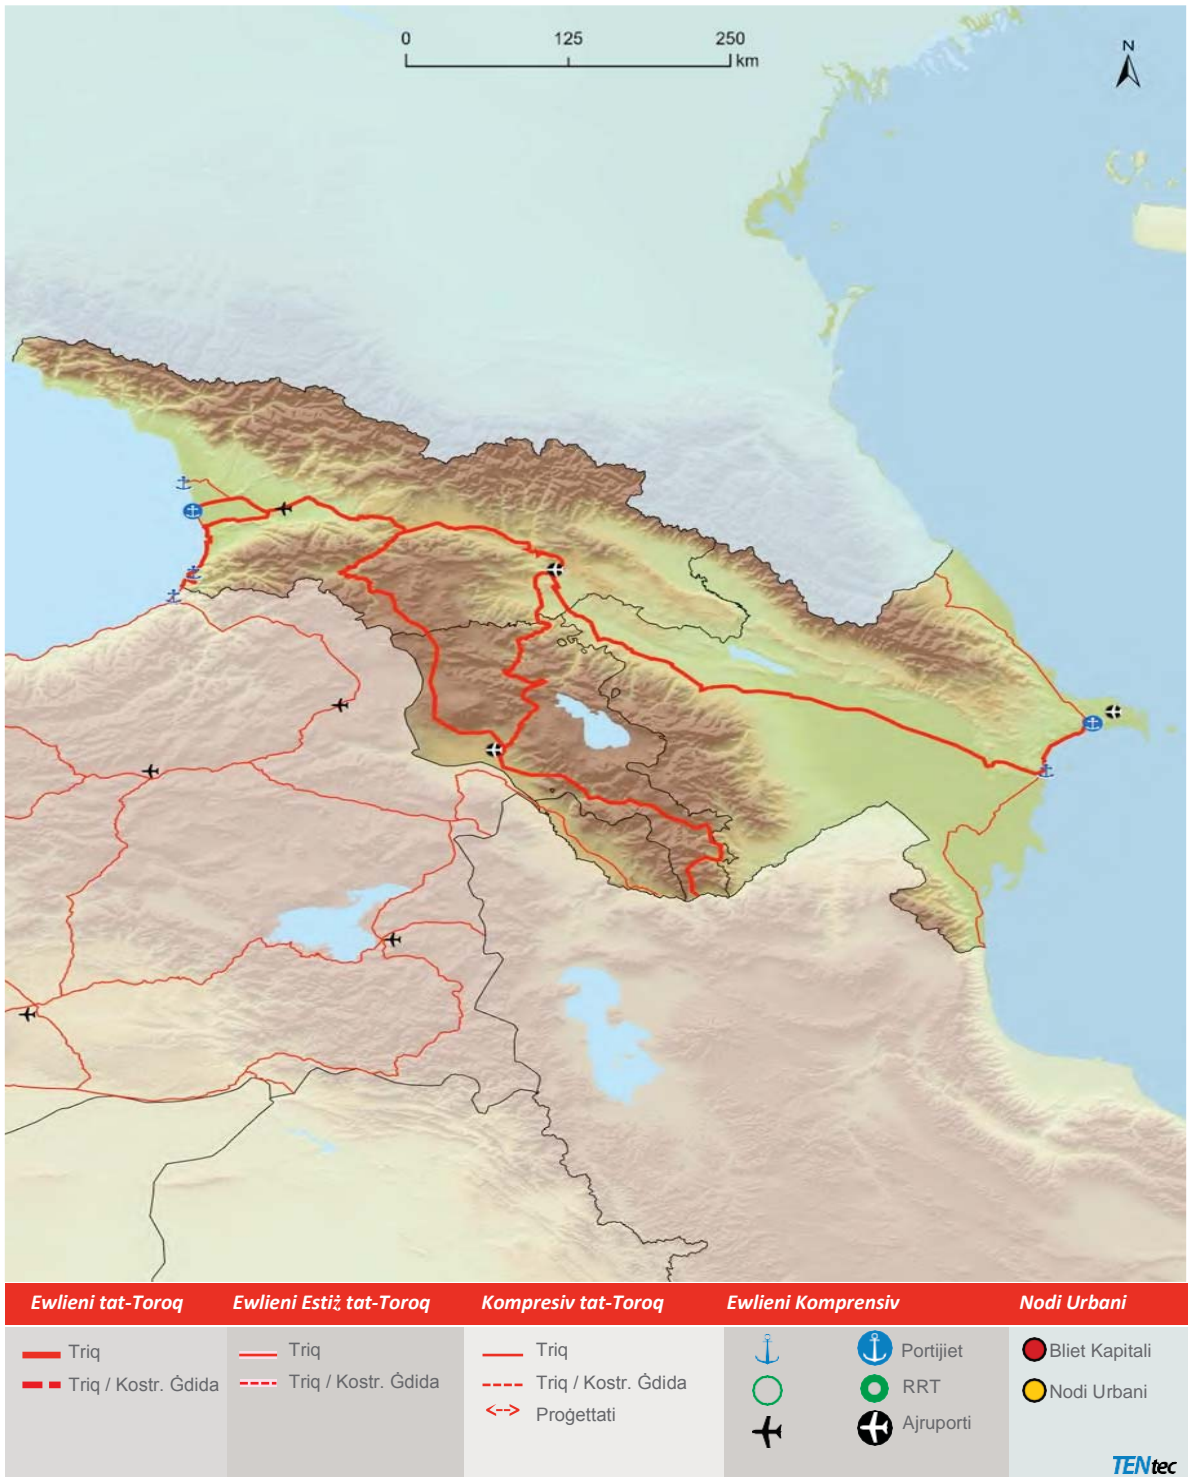 0 125 250
km
N
Ewlieni tat-Toroq Ewlieni Estiż tat-Toroq Kompresiv tat-Toroq Ewlieni Komprensiv Nodi Urbani
Triq Triq Triq Portijiet Bliet Kapitali
Triq / Kostr. Ġdida Triq / Kostr. Ġdida Triq / Kostr. Ġdida RRT Nodi Urbani
Proġettati Ajruporti
TENtec